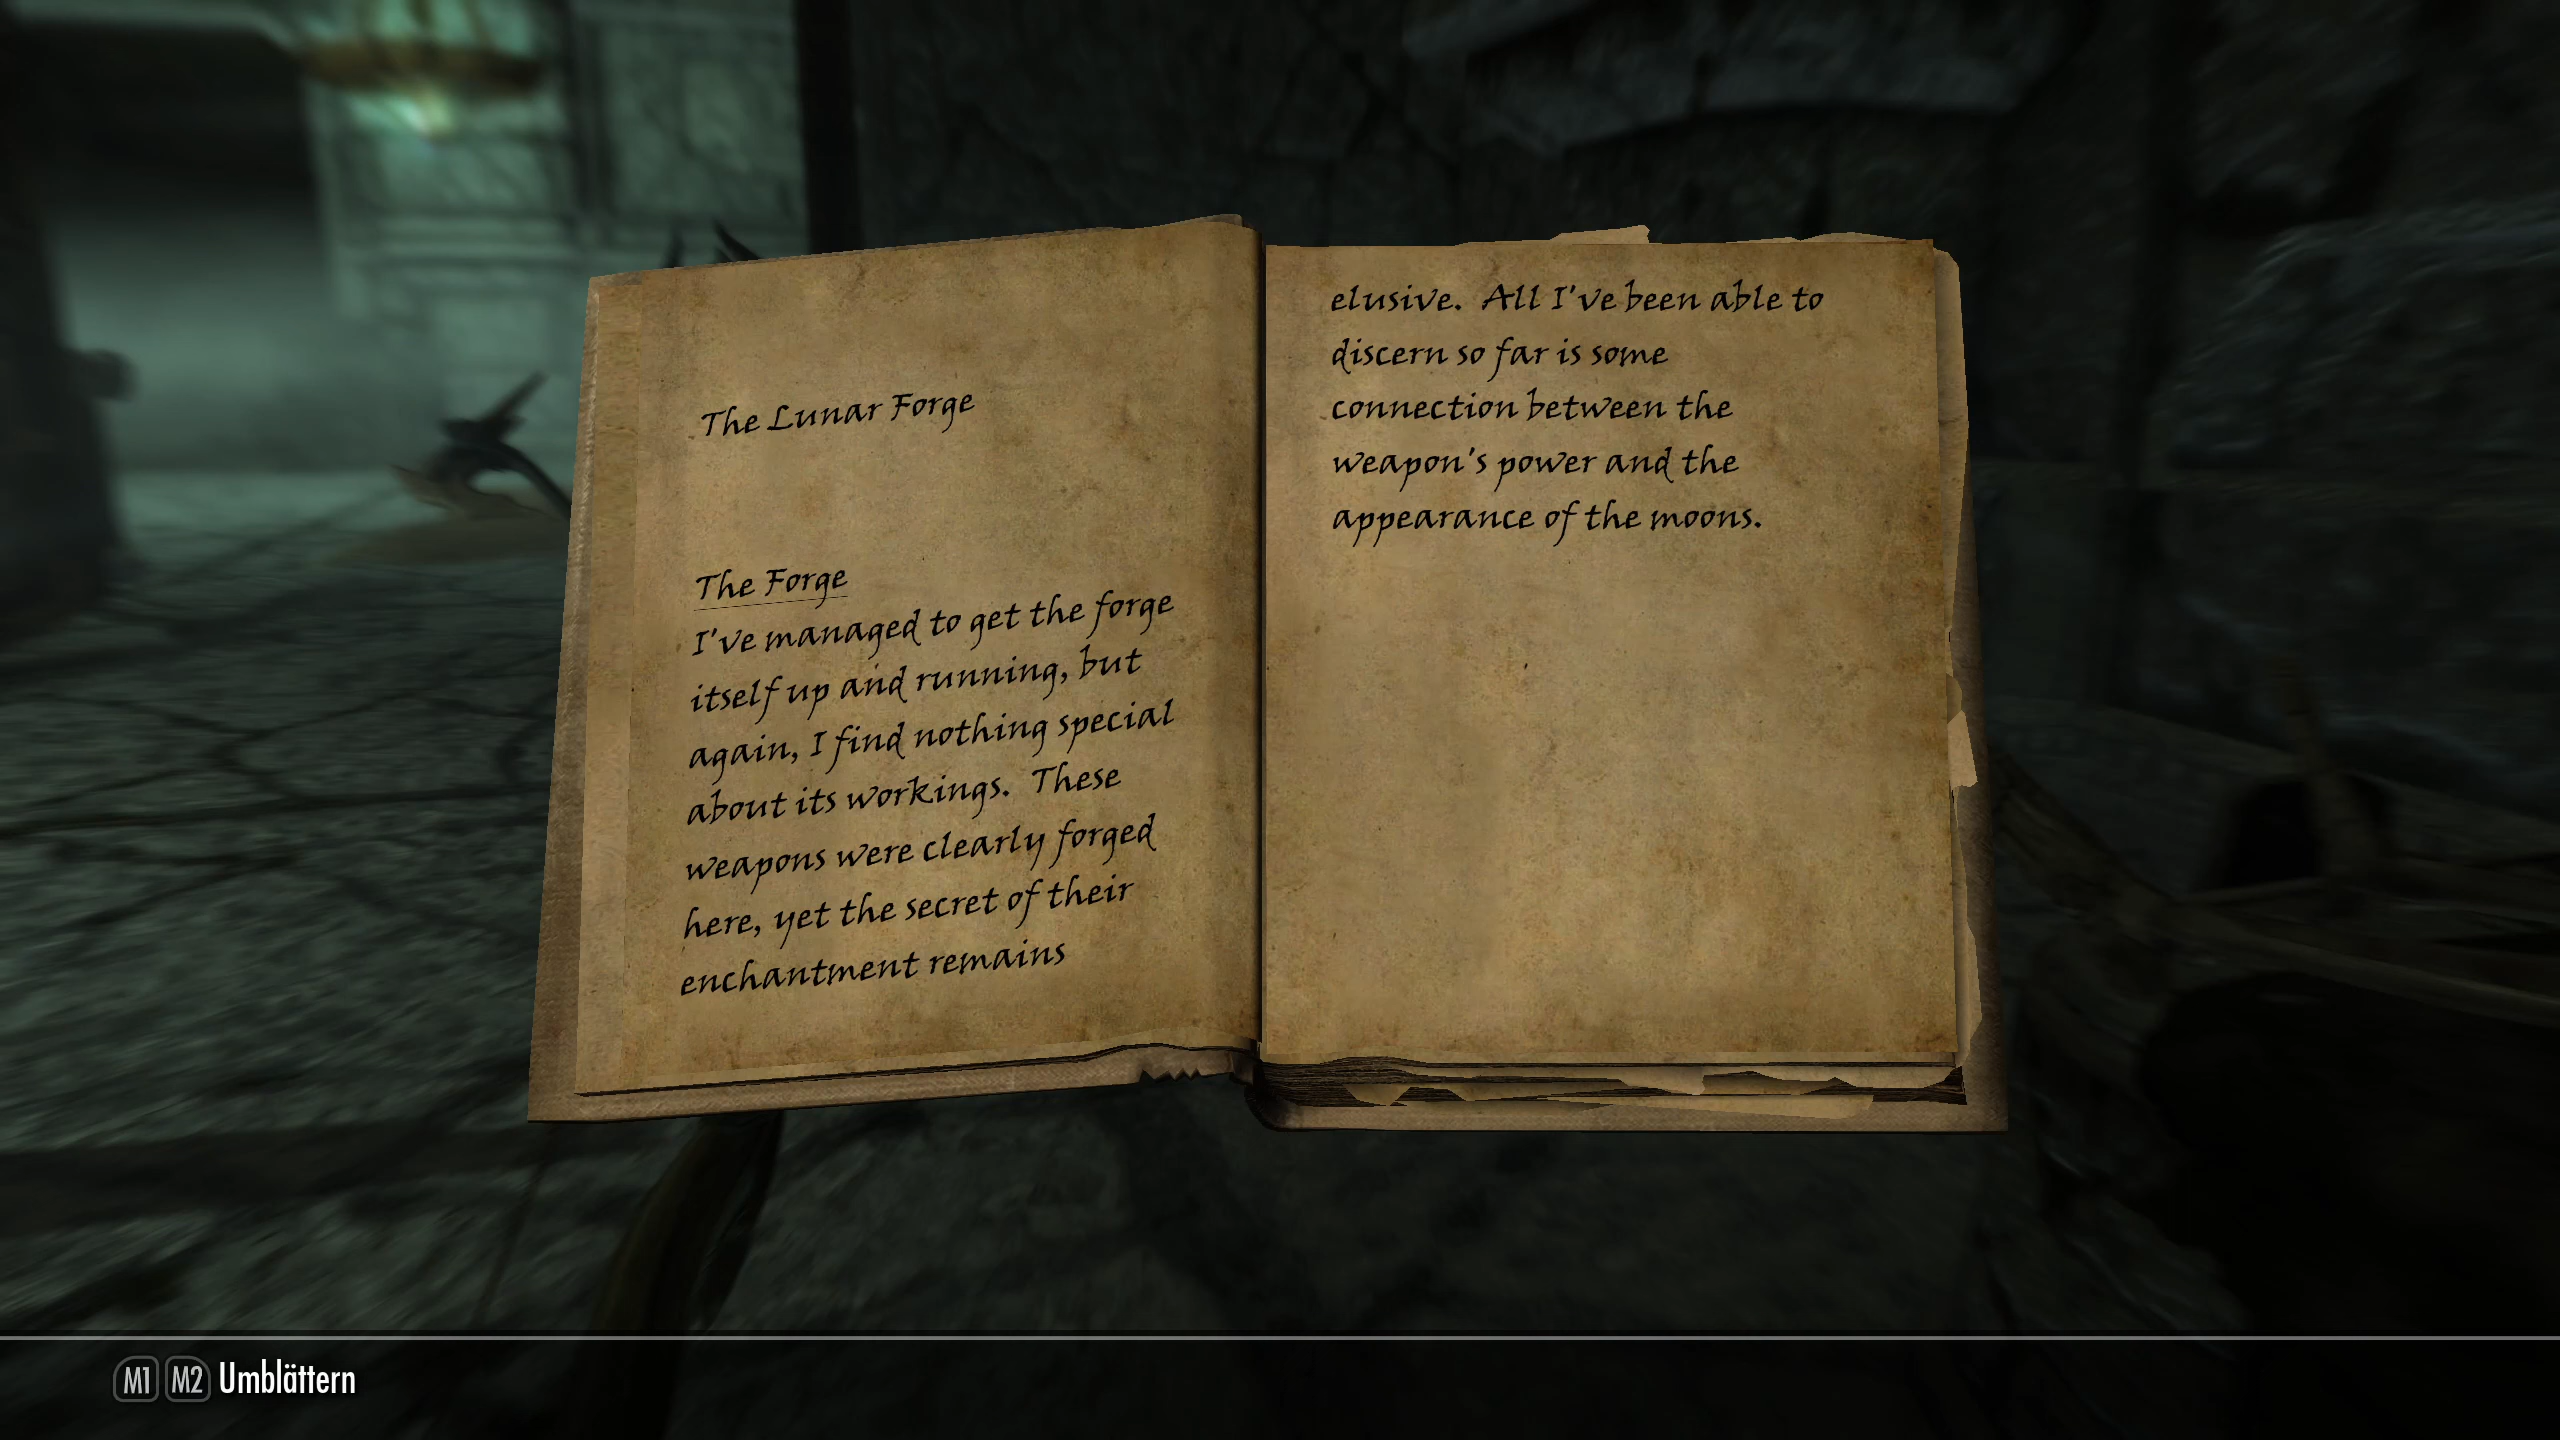 The Lunar Forge
The Forge
I've managed to get the forge
itself up and running, but
again, I find nothing special
about its workings.  These
weapons were clearly forged
here, yet the secret of their
enchantment remains
elusive.  All I've been able to
discern so far is some
connection between the
weapon's power and the
appearance of the moons.
M1 M2 Umblättern